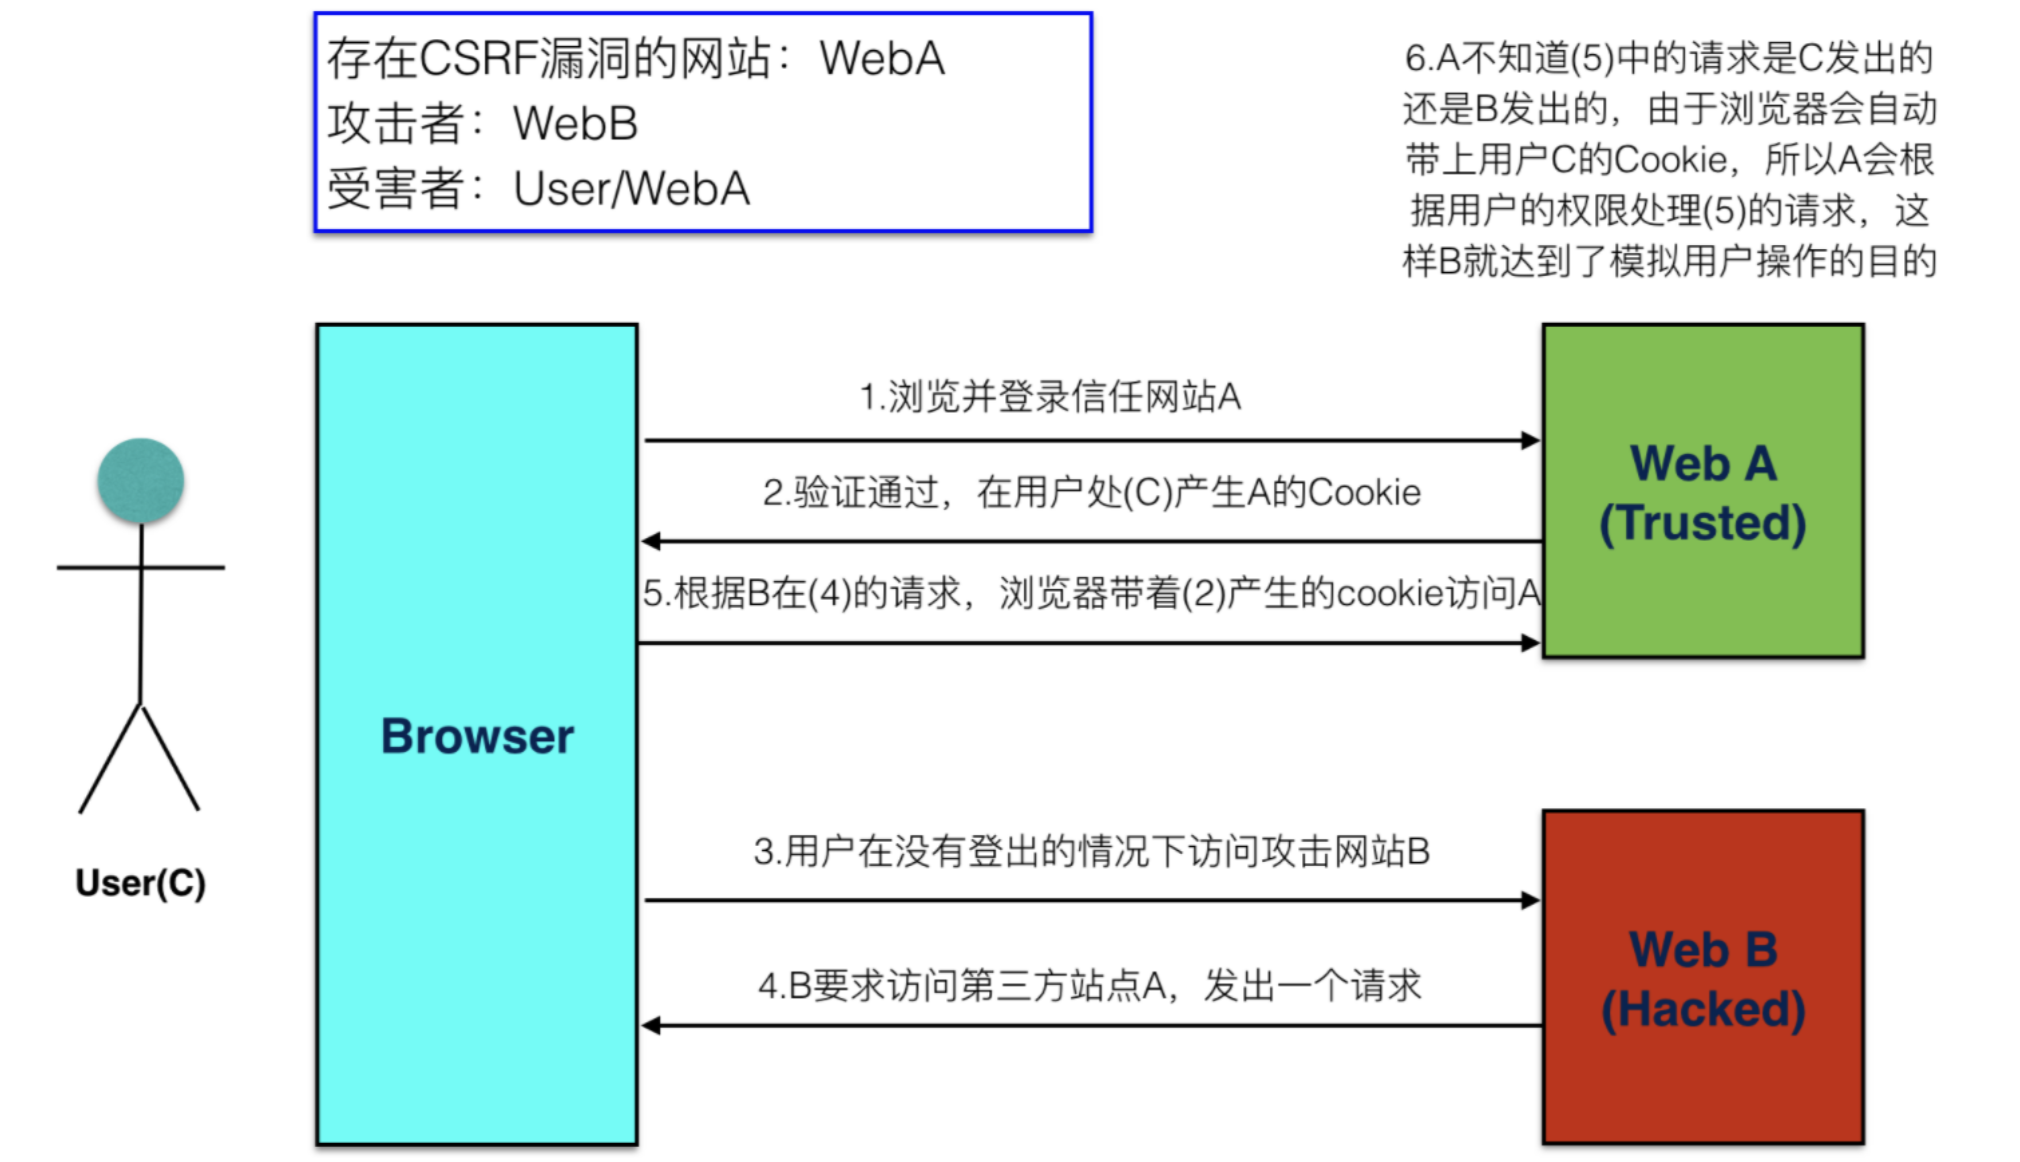 存在CSRF漏洞的网站：WebA
攻击者：WebB
受害者：User/WebA
6.A不知道(5)中的请求是C发出的
还是B发出的，由于浏览器会自动
带上用户C的Cookie，所以A会根
据用户的权限处理(5)的请求，这
样B就达到了模拟用户操作的目的
1.浏览并登录信任网站A
2.验证通过，在用户处(C)产生A的Cookie
5.根据B在(4)的请求，浏览器带着(2)产生的cookie访问A
Web A
(Trusted)
Browser
User(C)
3.用户在没有登出的情况下访问攻击网站B
4.B要求访问第三方站点A，发出一个请求
Web B
(Hacked)